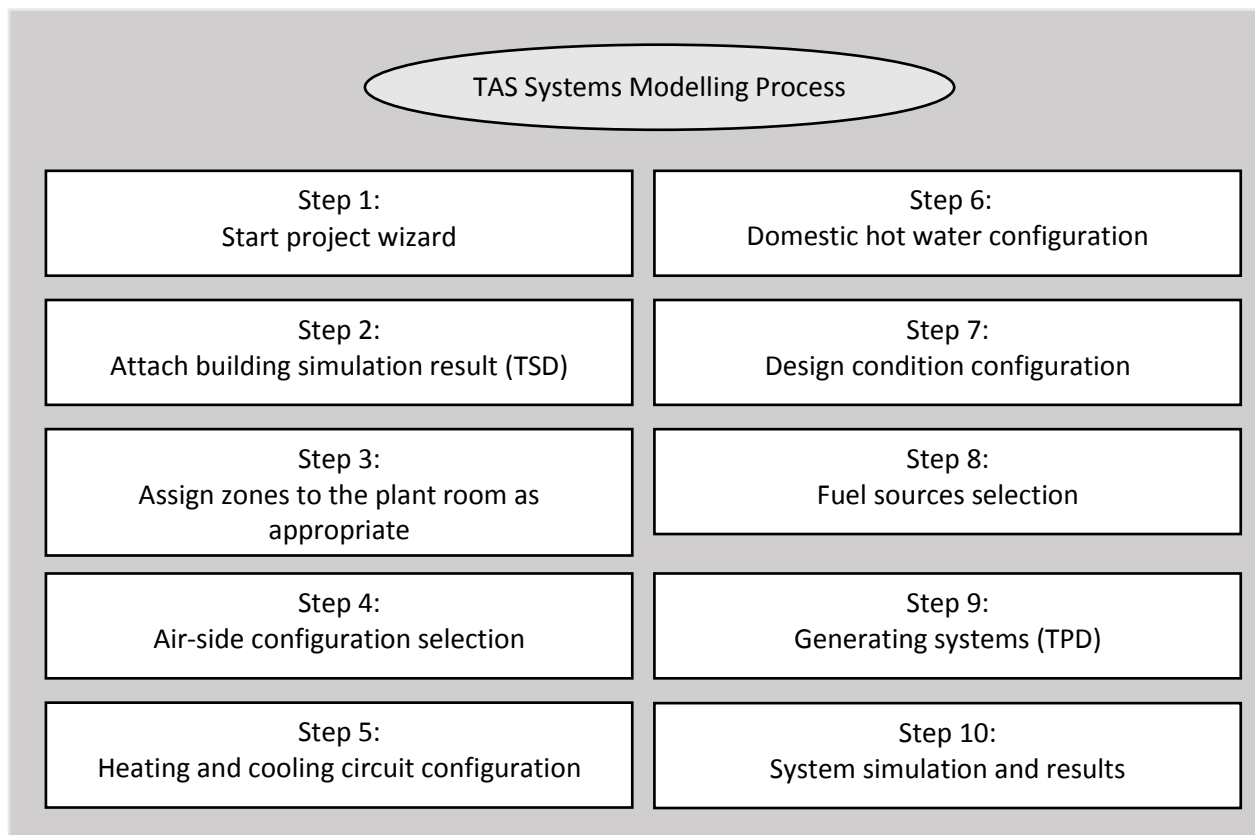 TAS Systems Modelling Process
Step 1:
Start project wizard
Step 2:
Attach building simulation result (TSD)
Step 3:
Assign zones to the plant room as
appropriate
Step 4:
Air-side configuration selection
Step 5:
Heating and cooling circuit configuration
Step 6:
Domestic hot water configuration
Step 7:
Design condition configuration
Step 8:
Fuel sources selection
Step 9:
Generating systems (TPD)
Step 10:
System simulation and results